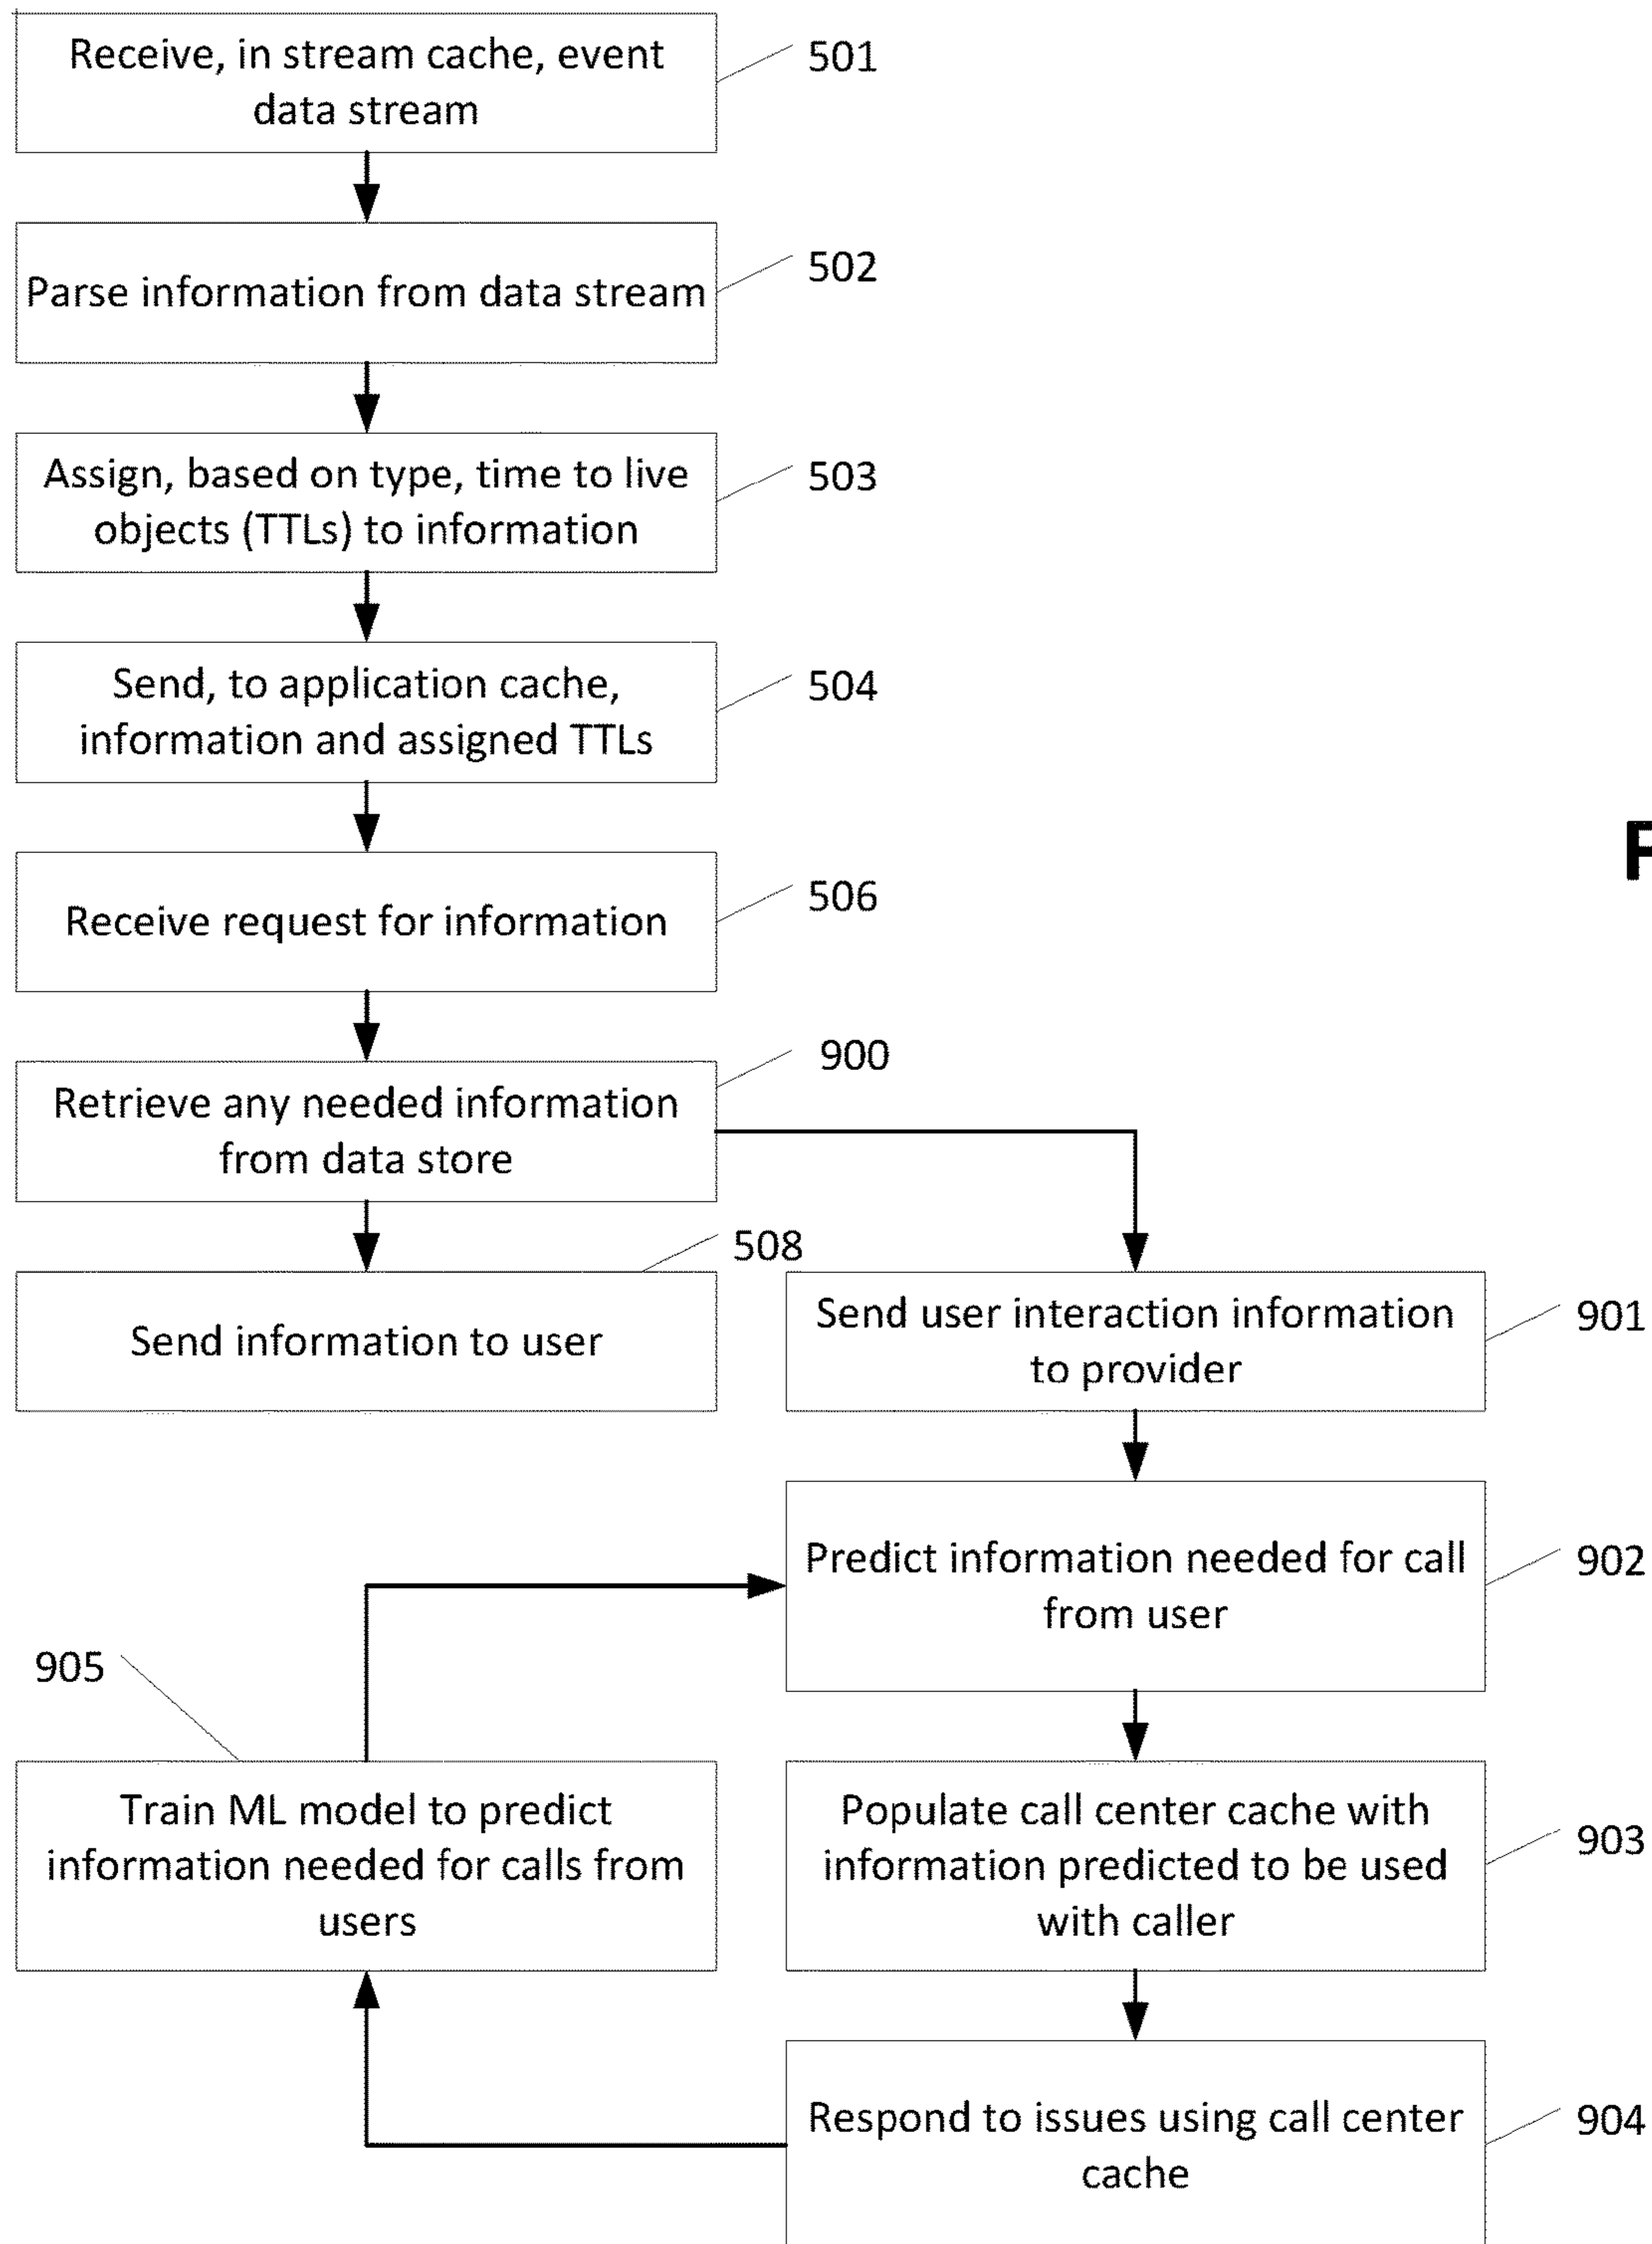 Receive, in stream cache, event
data stream
501
Parse information from data stream
502
Assign, based on type, time to live
objects (TTLs) to information
503
Send, to application cache,
information and assigned TTLs
504
Receive request for information
506
Retrieve any needed information
from data store
900
Send information to user
508
Send user interaction information
to provider
901
Predict information needed for call
from user
902
905
Train ML model to predict
information needed for calls from
users
Populate call center cache with
information predicted to be used
with caller
903
Respond to issues using call center
cache
904
F